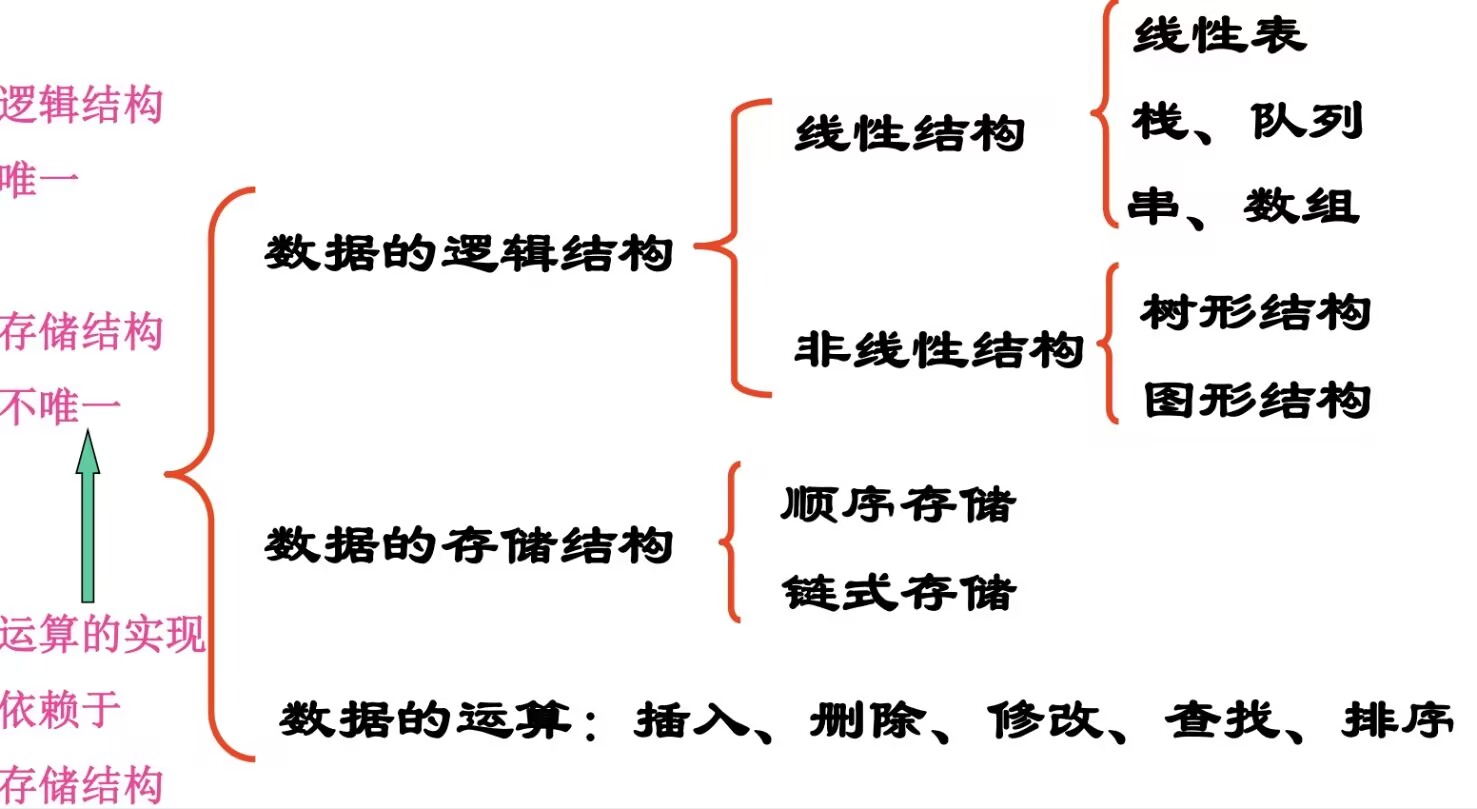 逻辑结构
唯一
存储结构
不唯一
运算的实现
依赖于
存储结构
数据的逻辑结构
线性结构
线性表
栈、队列
串、数组
非线性结构
树形结构
图形结构
数据的存储结构
顺序存储
链式存储
数据的运算：插入、删除、修改、查找、排序